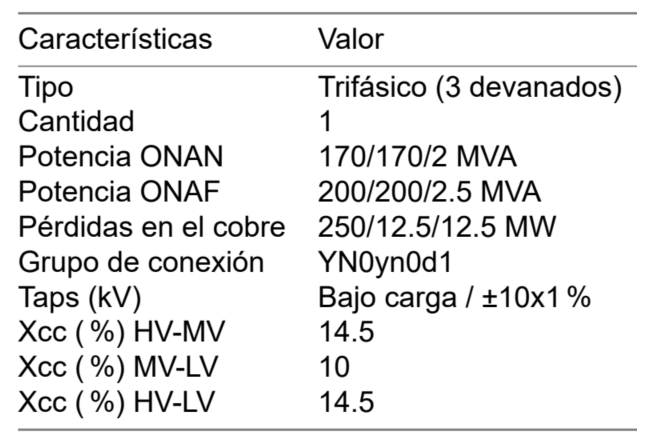 Características Valor
Tipo Trifásico (3 devanados)
Cantidad 1
Potencia ONAN 170/170/2 MVA
Potencia ONAF 200/200/2.5 MVA
Pérdidas en el cobre 250/12.5/12.5 MW
Grupo de conexión YN0yn0d1
Taps (kV) Bajo carga / ±10x1 %
Xcc ( %) HV-MV 14.5
Xcc ( %) MV-LV 10
Xcc ( %) HV-LV 14.5